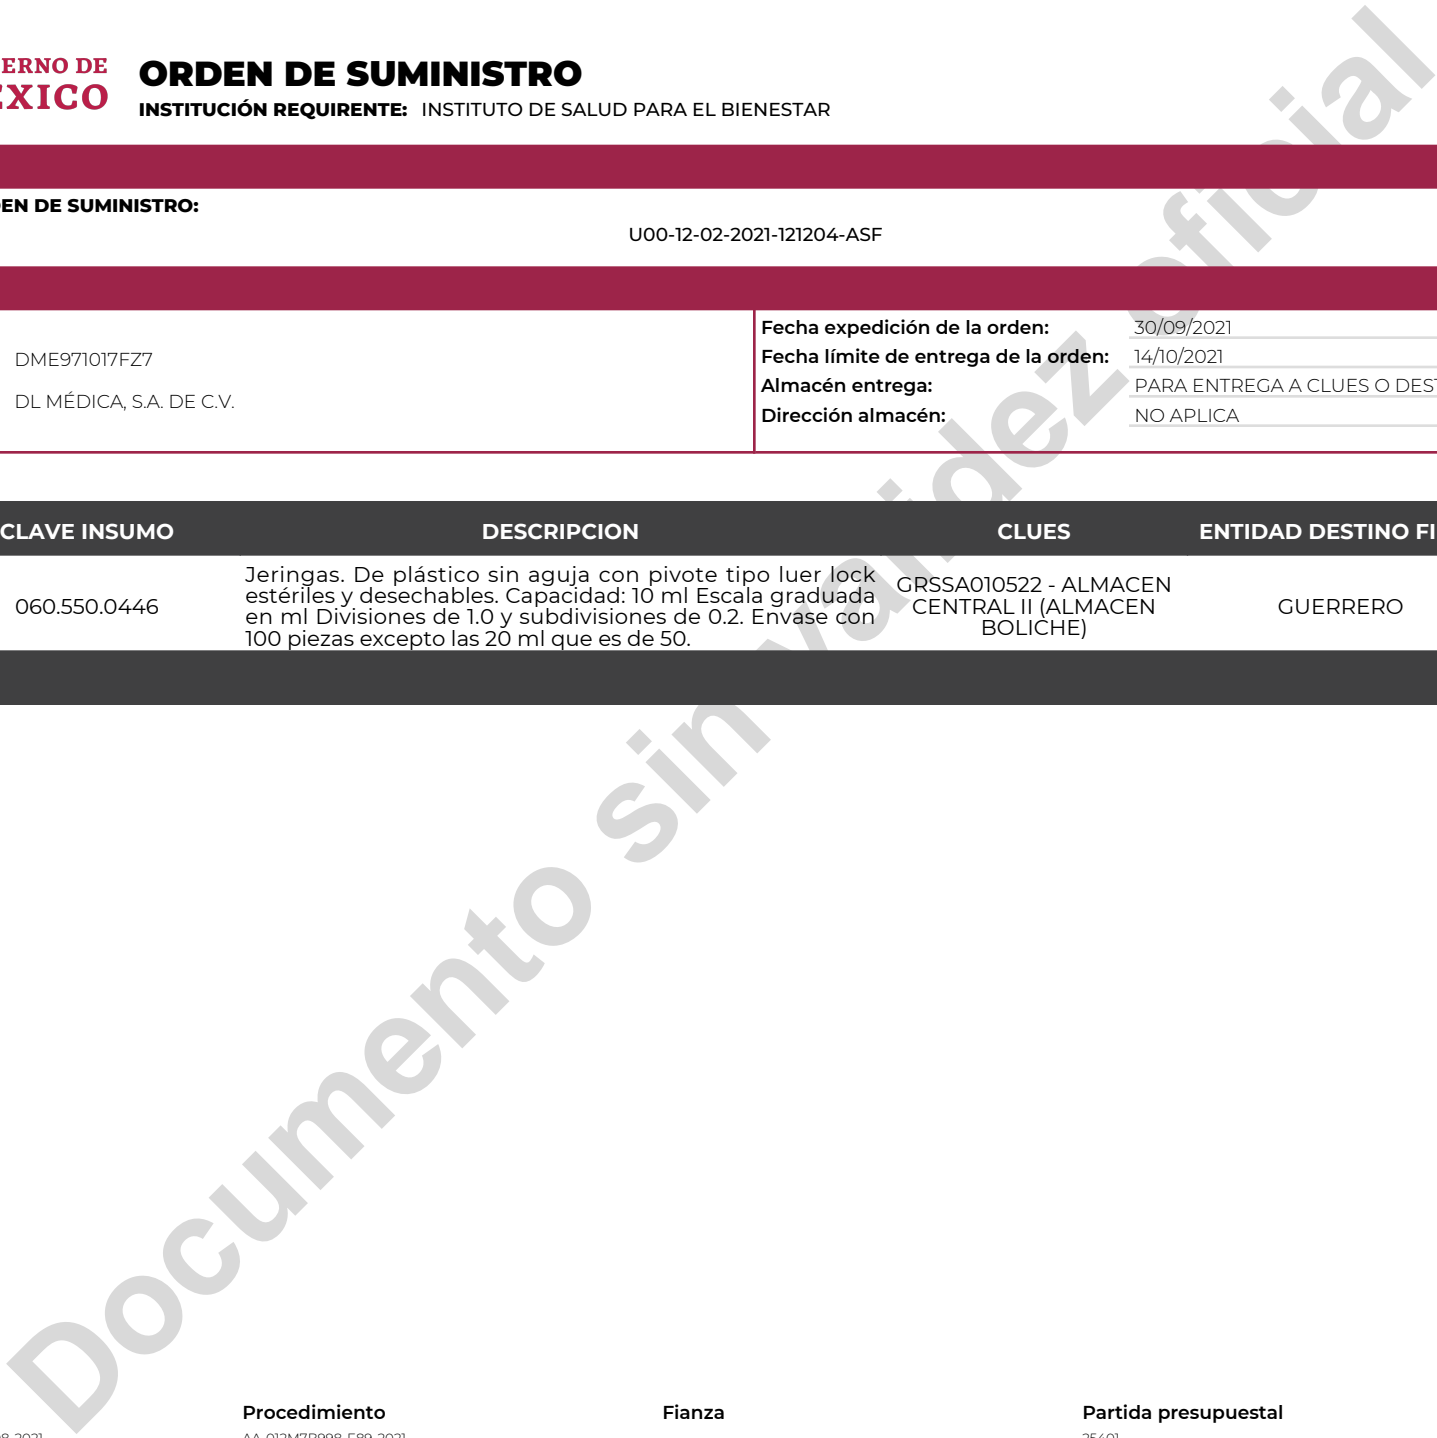 ERNO DE
ORDEN DE SUMINISTRO
INSTITUCIÓN REQUIRENTE: INSTITUTO DE SALUD PARA EL BIENESTAR
EN DE SUMINISTRO:
U00-12-02-2021-121204-ASF
DME971017FZ7
DL MÉDICA, S.A. DE C.V.
Fecha expedición de la orden: 30/09/2021
Fecha límite de entrega de la orden: 14/10/2021
Almacén entrega: PARA ENTREGA A CLUES O DEST
Dirección almacén: NO APLICA
CLAVE INSUMO DESCRIPCION CLUES ENTIDAD DESTINO FI
060.550.0446
Jeringas. De plástico sin aguja con pivote tipo luer lock
estériles y desechables. Capacidad: 10 ml Escala graduada
en ml Divisiones de 1.0 y subdivisiones de 0.2. Envase con
100 piezas excepto las 20 ml que es de 50.
GRSSA010522 - ALMACEN
CENTRAL II (ALMACEN
BOLICHE)
GUERRERO
Documento sin validez oficial
Procedimiento Fianza Partida presupuestal